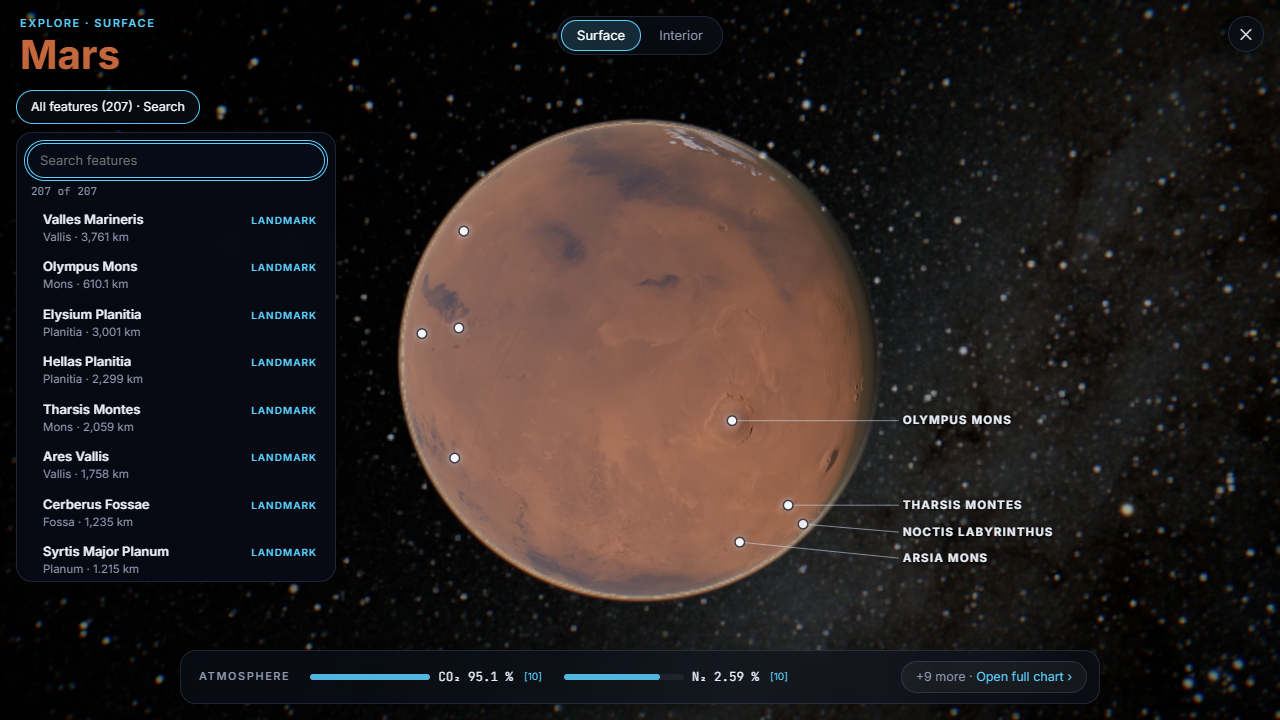 EXPLORE · SURFACE
Mars
Surface
Interior
All features (207) · Search
Search features
207 of 207
Valles Marineris
LANDMARK
Vallis · 3,761 km
Olympus Mons
LANDMARK
Mons · 610.1 km
Elysium Planitia
LANDMARK
Planitia · 3,001 km
Hellas Planitia
LANDMARK
Planitia · 2,299 km
Tharsis Montes
LANDMARK
Mons · 2,059 km
Ares Vallis
LANDMARK
Vallis · 1,758 km
Cerberus Fossae
LANDMARK
Fossa · 1,235 km
Syrtis Major Planum
LANDMARK
Planum · 1,215 km
OLYMPUS MONS
THARSIS MONTES
NOCTIS LABYRINTHUS
ARSIA MONS
ATMOSPHERE
CO₂ 95.1 % [10]
N₂ 2.59 % [10]
+9 more · Open full chart ›